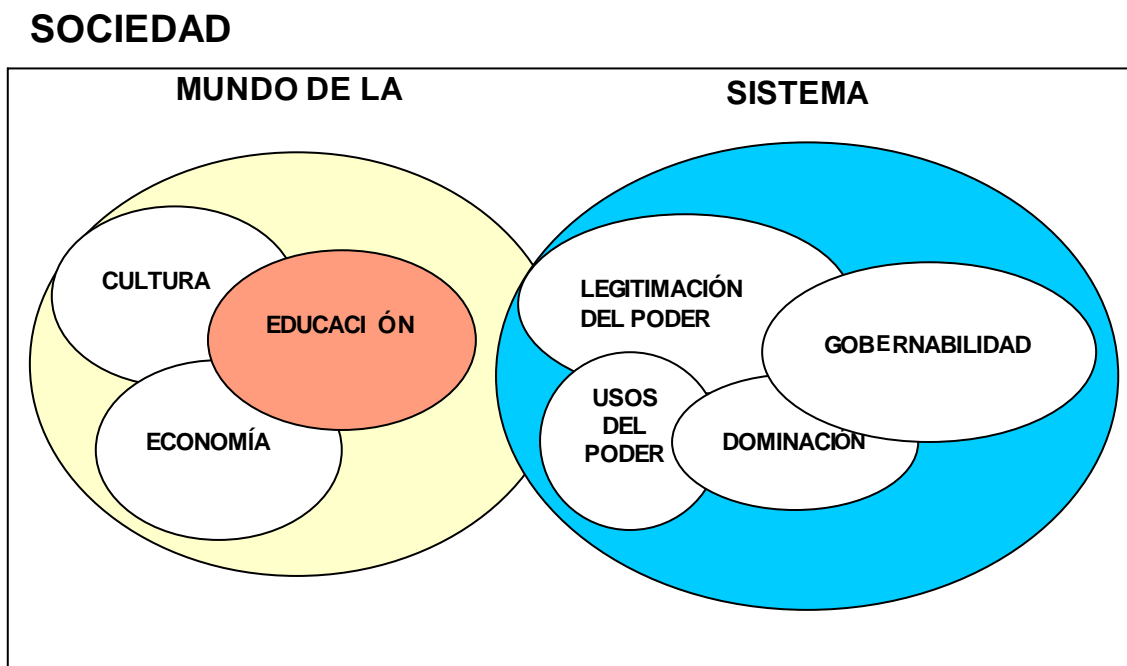 SOCIEDAD
MUNDO DE LA
SISTEMA
CULTURA
EDUCACI ÓN
ECONOMÍA
LEGITIMACIÓN
DEL PODER
GOBERNABILIDAD
USOS
DEL
PODER
DOMINACIÓN